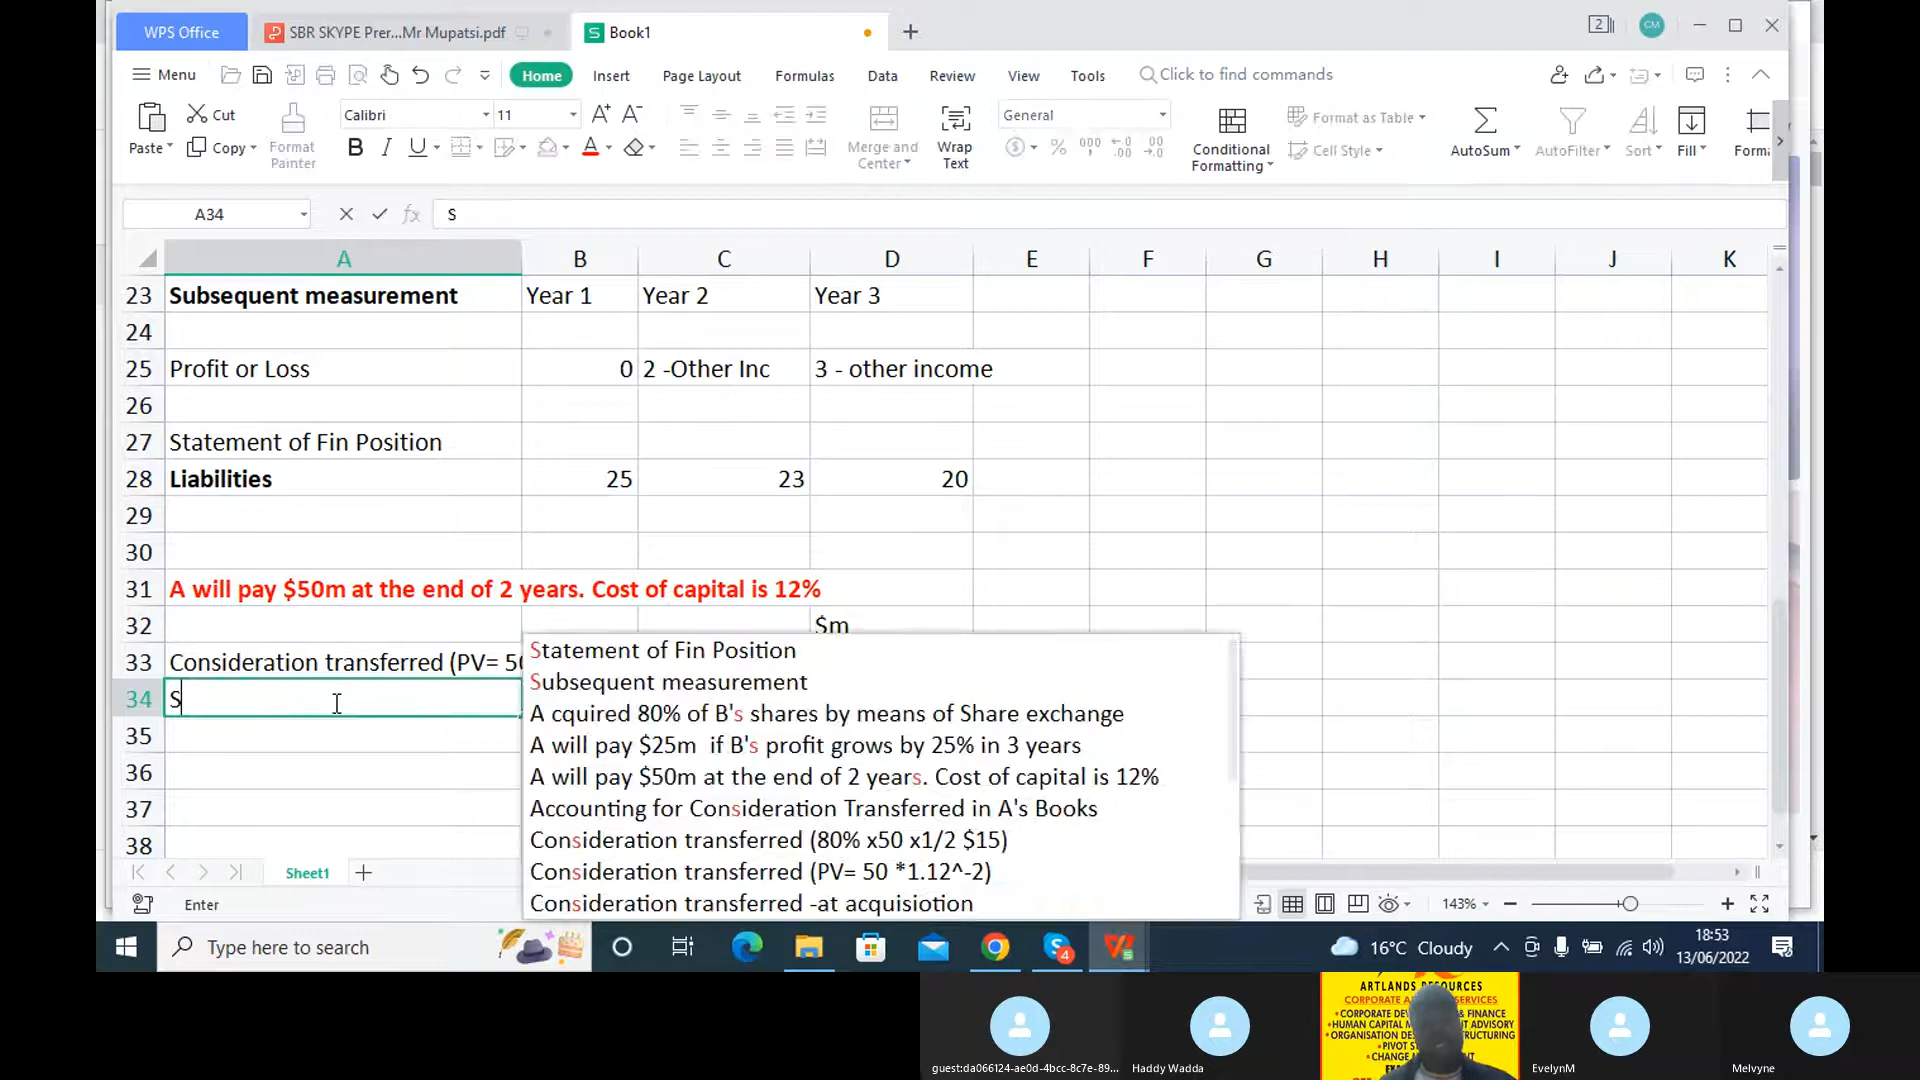 WPS Office
SBR SKYPE Prer...Mr Mupatsi.pdf
Book1
2
CM
Menu
Home
Insert
Page Layout
Formulas
Data
Review
View
Tools
Click to find commands
Paste
Cut
Copy
Format Painter
Calibri
11
A+ A-
B I U A
Merge and Center
Wrap Text
General
Conditional Formatting
Format as Table
Cell Style
AutoSum
AutoFilter
Sort
Fill
Forma
A34
fx
S
A B C D E F G H I J K
23 Subsequent measurement Year 1 Year 2 Year 3
24
25 Profit or Loss 0 2 -Other Inc 3 - other income
26
27 Statement of Fin Position
28 Liabilities 25 23 20
29
30
31 A will pay $50m at the end of 2 years. Cost of capital is 12%
32 $m
33 Consideration transferred (PV= 50
34 S
35
36
37
38
Statement of Fin Position
Subsequent measurement
A cquired 80% of B's shares by means of Share exchange
A will pay $25m  if B's profit grows by 25% in 3 years
A will pay $50m at the end of 2 years. Cost of capital is 12%
Accounting for Consideration Transferred in A's Books
Consideration transferred (80% x50 x1/2 $15)
Consideration transferred (PV= 50 *1.12^-2)
Consideration transferred -at acquisiotion
Sheet1
Enter
143%
Type here to search
4
16°C Cloudy
18:53
13/06/2022
guest:da066124-ae0d-4bcc-8c7e-89...
Haddy Wadda
ARTLANDS RESOURCES
EvelynM
Melvyne